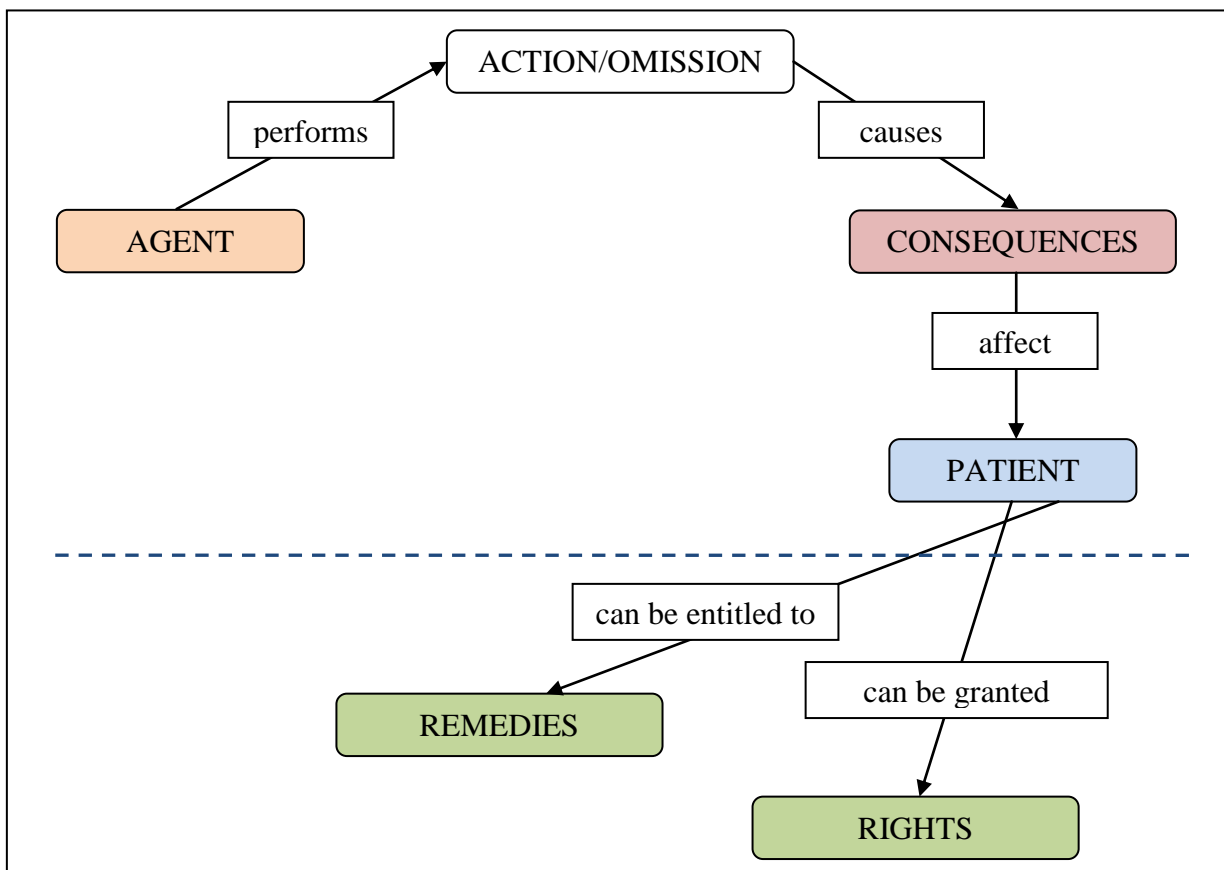 ACTION/OMISSION
performs
causes
AGENT
CONSEQUENCES
affect
PATIENT
can be entitled to
can be granted
REMEDIES
RIGHTS